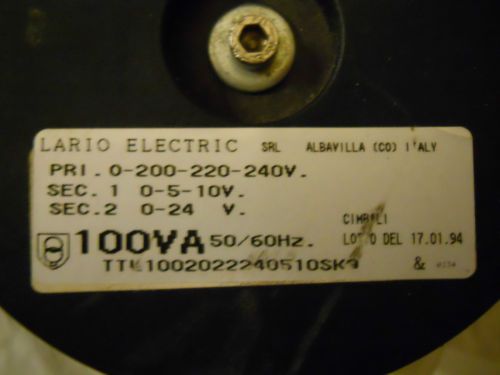 LARIO ELECTRIC SRL ALBAVILLA (CO) ITALY
PRI. 0-200-220-240V.
SEC.1 0-5-10V.
SEC.2 0-24 V.
CIMBALI
100VA 50/60Hz. LOTTO DEL 17.01.94
&